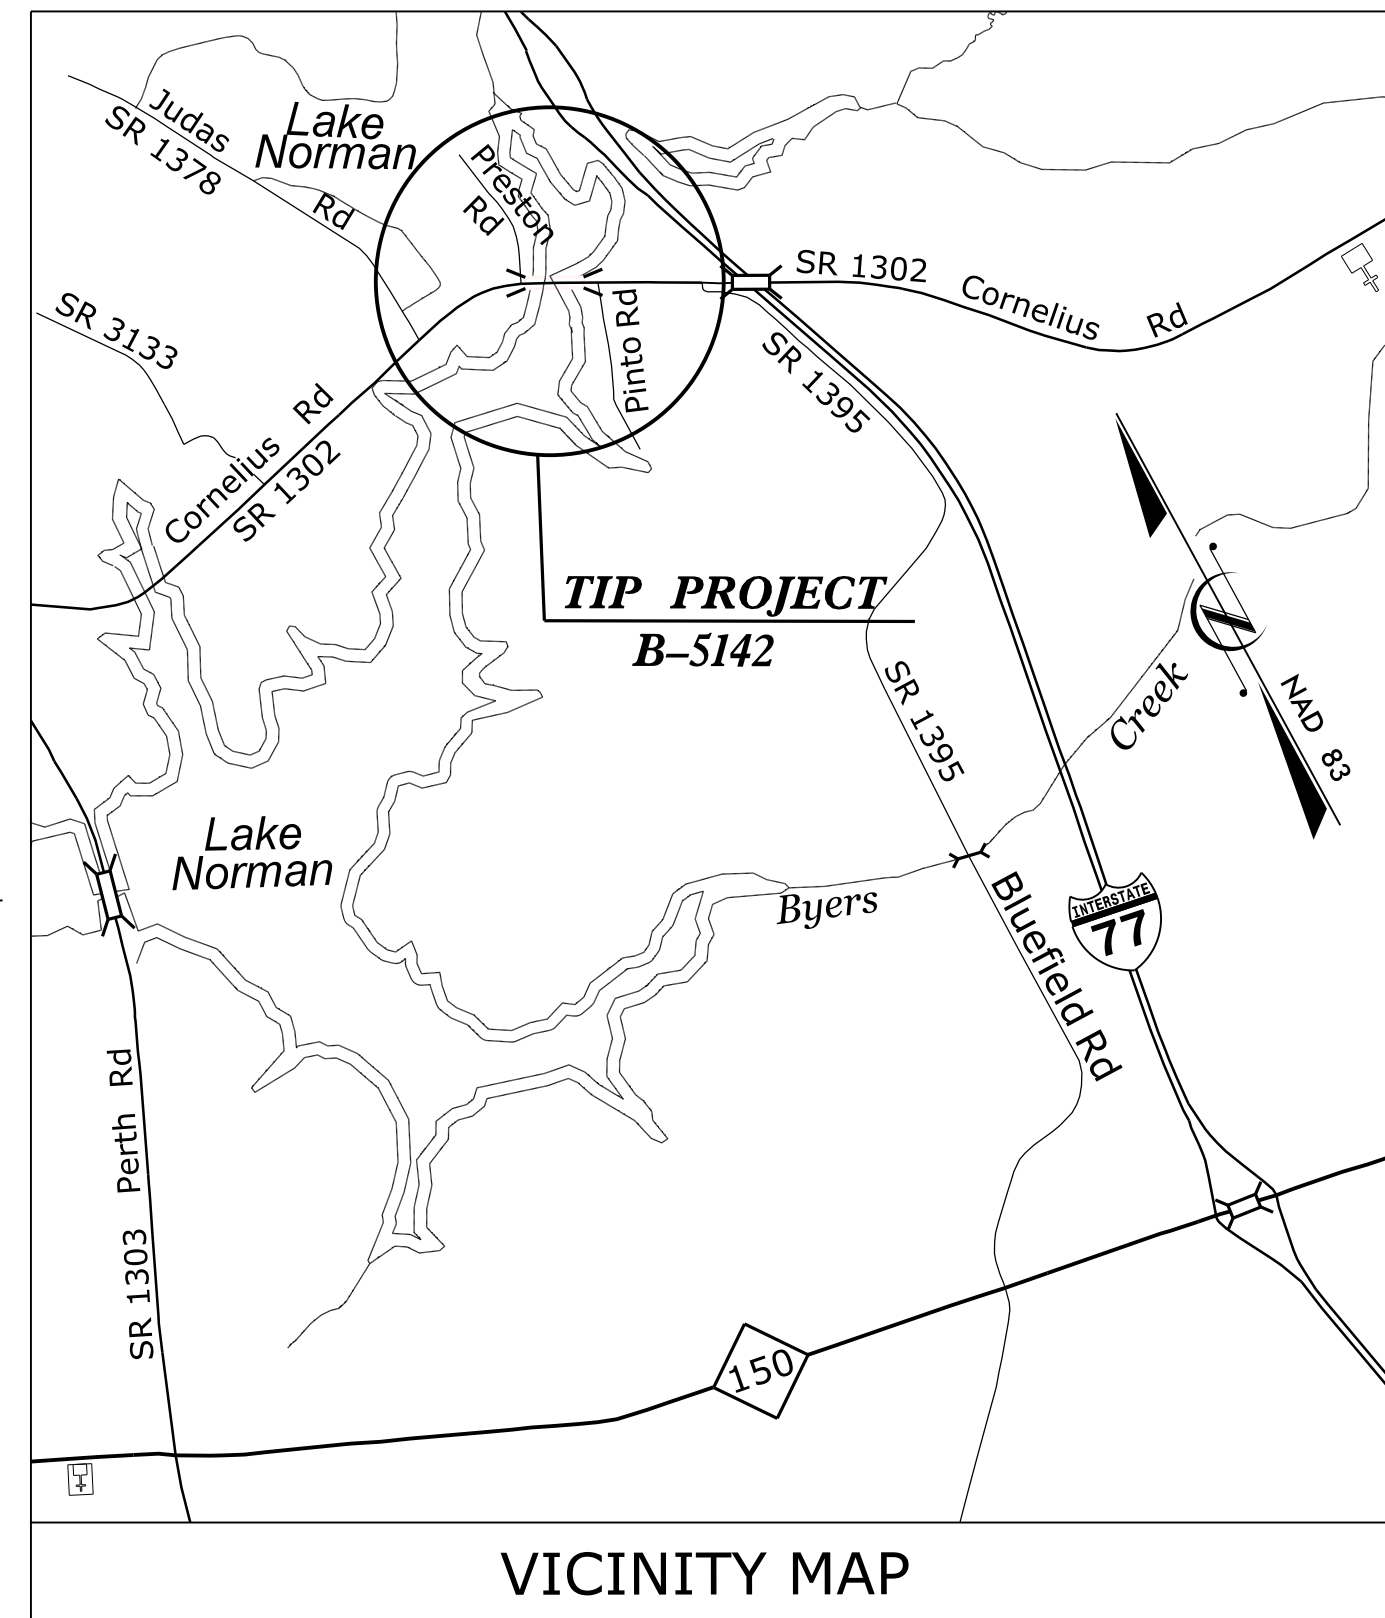 Judas
Rd
SR 1378
Lake
Norman
Preston
Rd
SR 1302
Cornelius
Rd
SR 3133
Pinto Rd
SR 1395
Cornelius Rd
SR 1302
TIP PROJECT
B–5142
SR 1395
Creek
N
NAD 83
Lake
Norman
Byers
Bluefield Rd
INTERSTATE
77
SR 1303 Perth Rd
150
VICINITY MAP